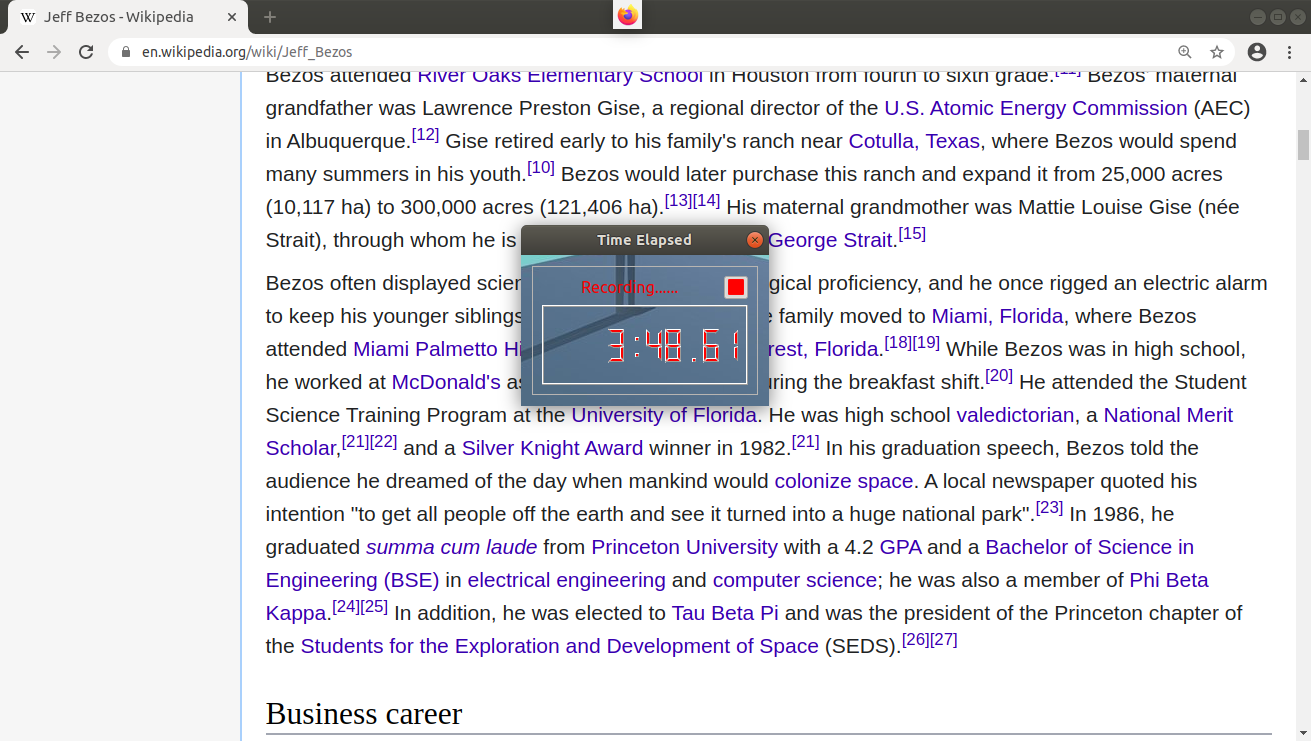 Jeff Bezos - Wikipedia
en.wikipedia.org/wiki/Jeff_Bezos
Bezos attended River Oaks Elementary School in Houston from fourth to sixth grade.[11] Bezos' maternal
grandfather was Lawrence Preston Gise, a regional director of the U.S. Atomic Energy Commission (AEC)
in Albuquerque.[12] Gise retired early to his family's ranch near Cotulla, Texas, where Bezos would spend
many summers in his youth.[10] Bezos would later purchase this ranch and expand it from 25,000 acres
(10,117 ha) to 300,000 acres (121,406 ha).[13][14] His maternal grandmother was Mattie Louise Gise (née
Strait), through whom he is George Strait.[15]
Time Elapsed
Recording......
3:48.61
Bezos often displayed scien gical proficiency, and he once rigged an electric alarm
to keep his younger siblings family moved to Miami, Florida, where Bezos
attended Miami Palmetto Hi rest, Florida.[18][19] While Bezos was in high school,
he worked at McDonald's as uring the breakfast shift.[20] He attended the Student
Science Training Program at the University of Florida. He was high school valedictorian, a National Merit
Scholar,[21][22] and a Silver Knight Award winner in 1982.[21] In his graduation speech, Bezos told the
audience he dreamed of the day when mankind would colonize space. A local newspaper quoted his
intention "to get all people off the earth and see it turned into a huge national park".[23] In 1986, he
graduated summa cum laude from Princeton University with a 4.2 GPA and a Bachelor of Science in
Engineering (BSE) in electrical engineering and computer science; he was also a member of Phi Beta
Kappa.[24][25] In addition, he was elected to Tau Beta Pi and was the president of the Princeton chapter of
the Students for the Exploration and Development of Space (SEDS).[26][27]
Business career